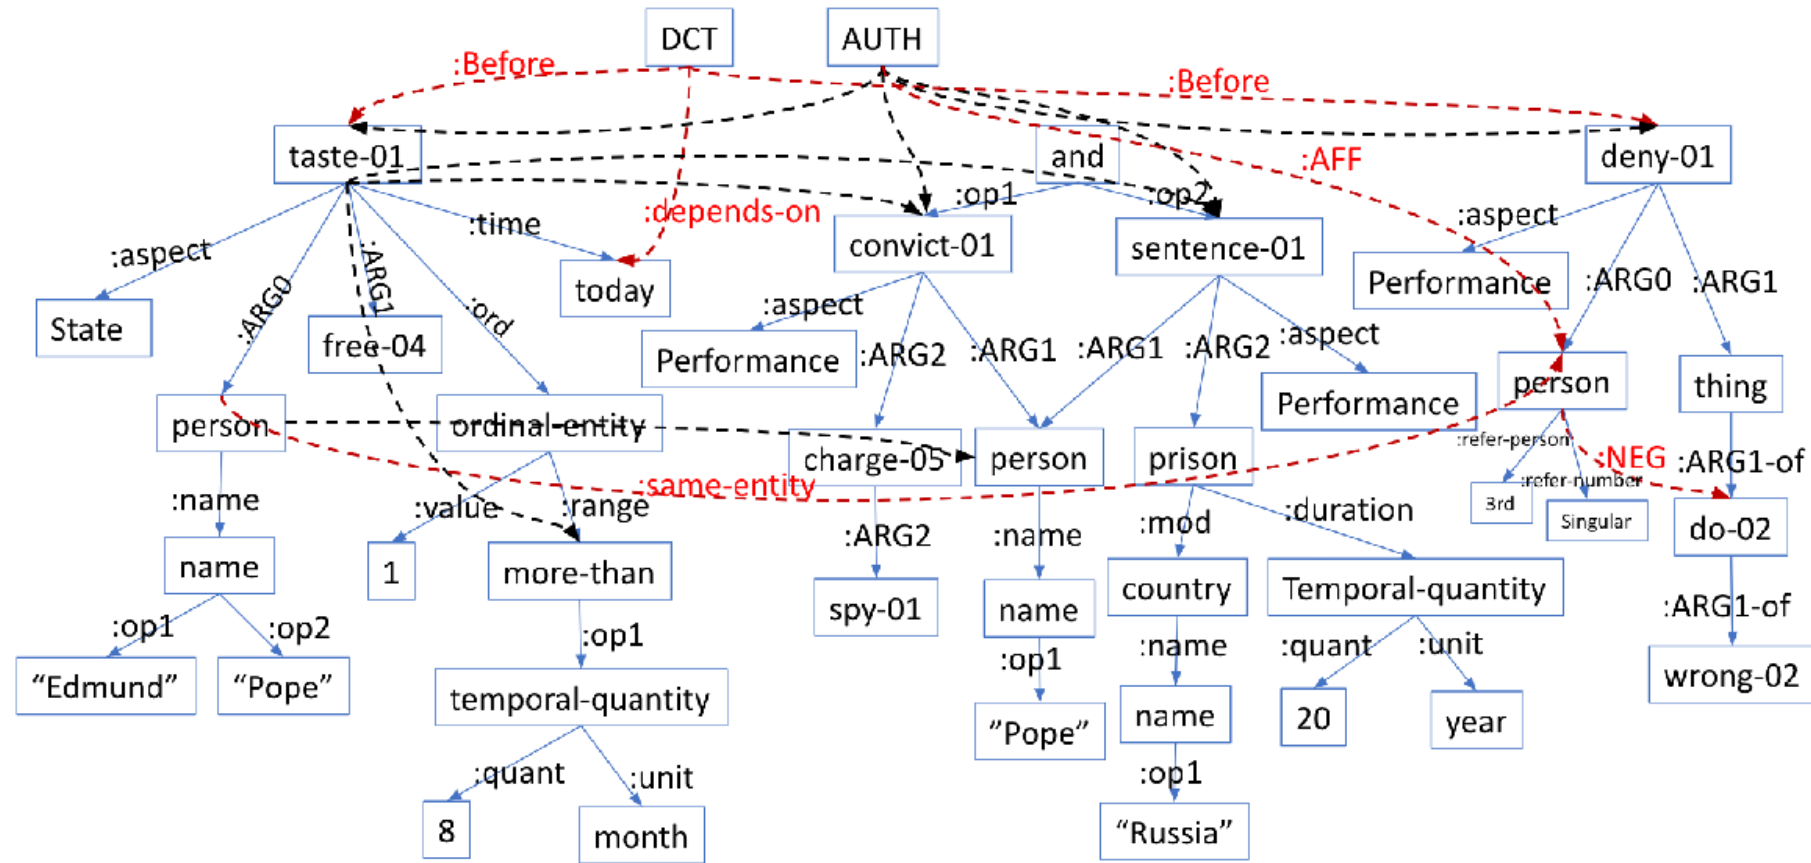 DCT AUTH
:Before :Before
taste-01 and deny-01
:AFF
:op1 :op2
:aspect :time :depends-on :aspect
convict-01 sentence-01
:ARG0 :ARG1 :ord today Performance :ARG0 :ARG1
State free-04 :aspect :aspect
Performance :ARG2 :ARG1 :ARG1 :ARG2
person thing
Performance
person ordinal-entity
:refer-person
charge-05 person prison :NEG :ARG1-of
:same-entity :refer-number
:name :value :range :mod :duration 3rd Singular
do-02
:ARG2 :name
name 1 more-than country Temporal-quantity
spy-01 name :ARG1-of
:op1 :op2 :op1 :name :quant :unit
:op1
"Edmund" "Pope" temporal-quantity wrong-02
name 20 year
"Pope"
:quant :unit :op1
8 month "Russia"